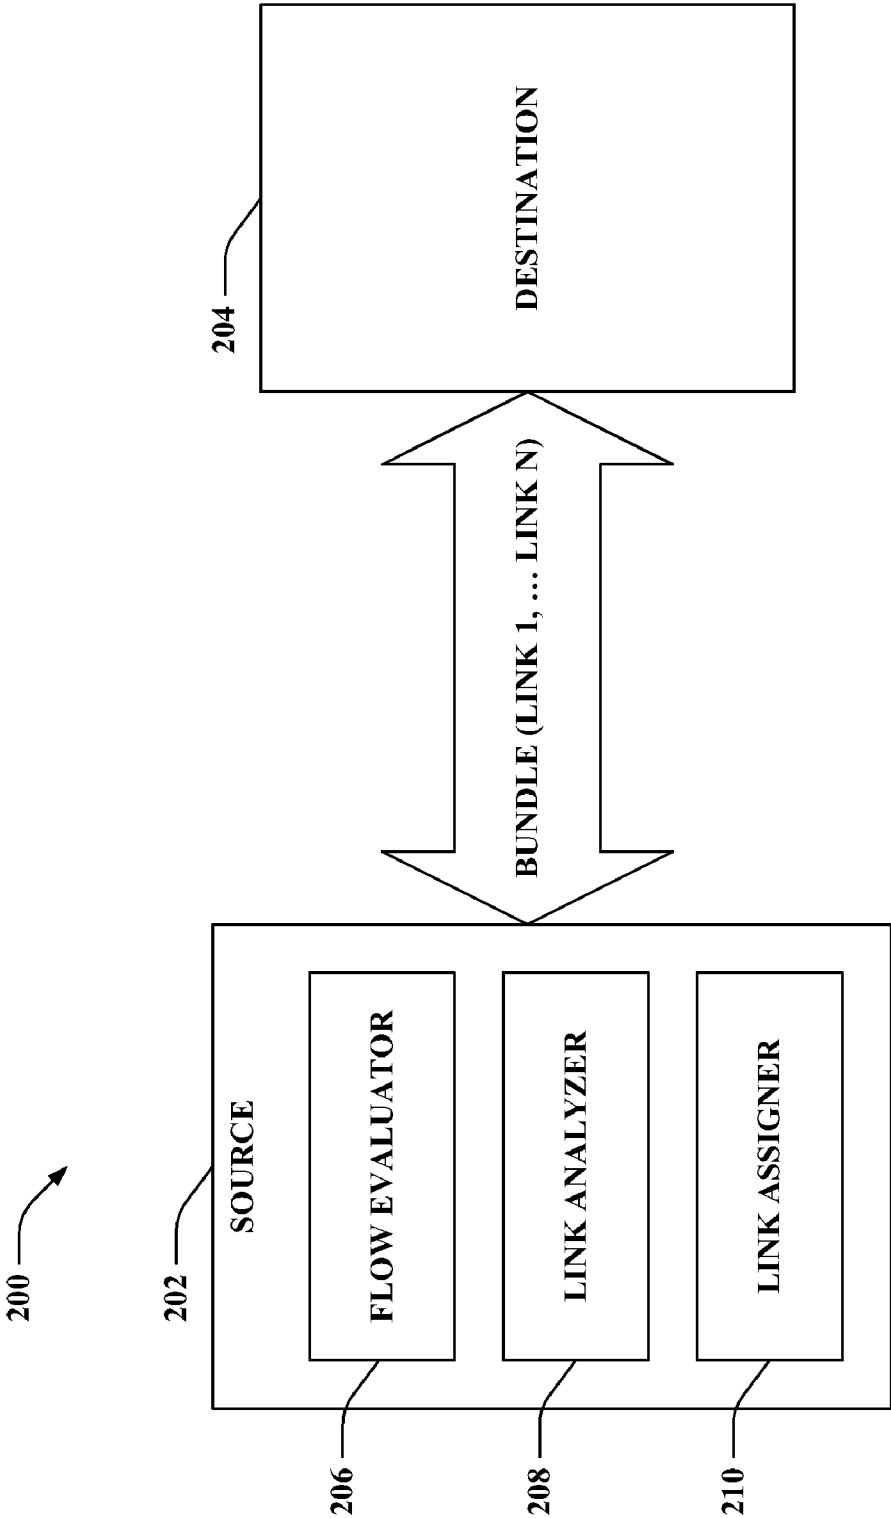 200
202
SOURCE
206
FLOW EVALUATOR
208
LINK ANALYZER
210
LINK ASSIGNER
BUNDLE (LINK 1, ... LINK N)
204
DESTINATION